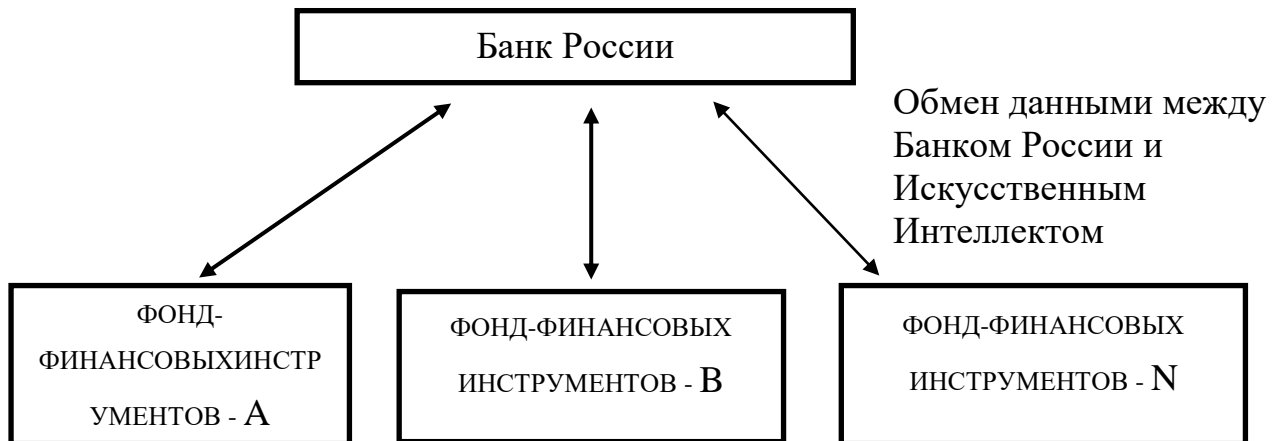 Банк России
Обмен данными между
Банком России и
Искусственным
Интеллектом
ФОНД-
ФИНАНСОВЫХИНСТР
УМЕНТОВ - А
ФОНД-ФИНАНСОВЫХ
ИНСТРУМЕНТОВ - В
ФОНД-ФИНАНСОВЫХ
ИНСТРУМЕНТОВ - N